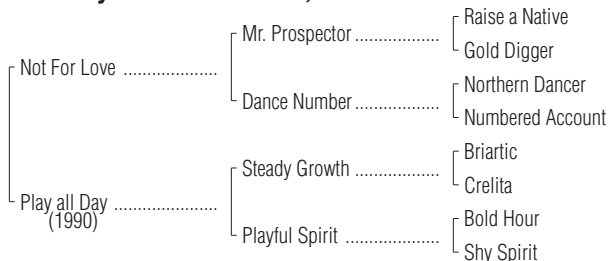 Raise a Native
Mr. Prospector ..................
Gold Digger
Not For Love ....................
Northern Dancer
Dance Number .................
Numbered Account
Briartic
Steady Growth ..................
Crelita
Play all Day ......................
(1990)
Bold Hour
Playful Spirit ....................
Shy Spirit